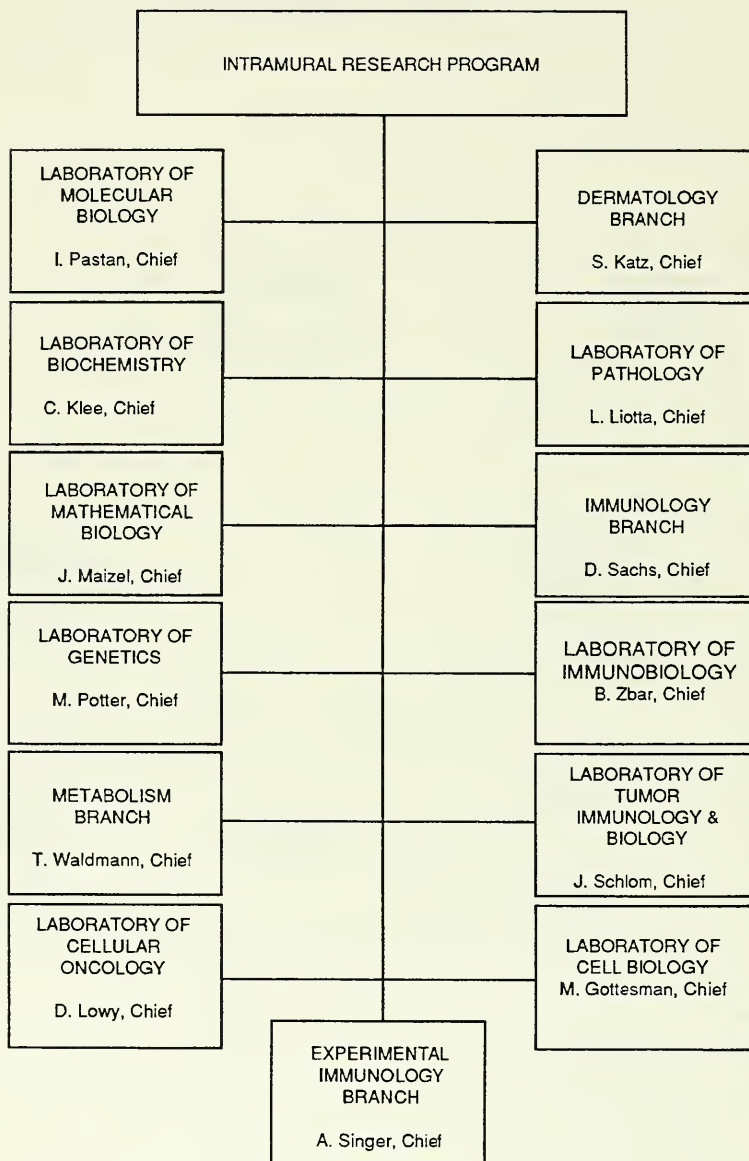 INTRAMURAL RESEARCH PROGRAM
LABORATORY OF
MOLECULAR
BIOLOGY
I. Pastan, Chief
DERMATOLOGY
BRANCH
S. Katz, Chief
LABORATORY OF
BIOCHEMISTRY
C. Klee, Chief
LABORATORY OF
PATHOLOGY
L. Liotta, Chief
LABORATORY OF
MATHEMATICAL
BIOLOGY
J. Maizel, Chief
IMMUNOLOGY
BRANCH
D. Sachs, Chief
LABORATORY OF
GENETICS
M. Potter, Chief
LABORATORY OF
IMMUNOBIOLOGY
B. Zbar, Chief
METABOLISM
BRANCH
T. Waldmann, Chief
LABORATORY OF
TUMOR
IMMUNOLOGY &
BIOLOGY
J. Schlom, Chief
LABORATORY OF
CELLULAR
ONCOLOGY
D. Lowy, Chief
LABORATORY OF
CELL BIOLOGY
M. Gottesman, Chief
EXPERIMENTAL
IMMUNOLOGY
BRANCH
A. Singer, Chief